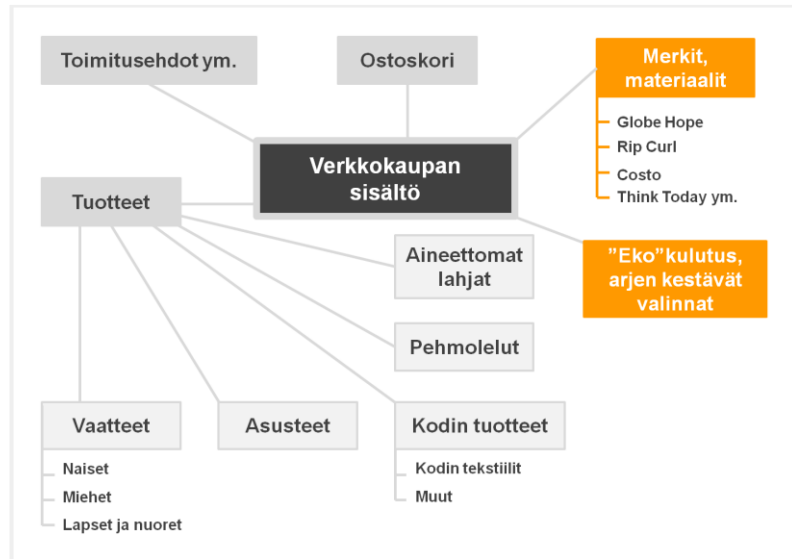 Toimitusehdot ym.
Ostoskori
Merkit,
materiaalit
Globe Hope
Rip Curl
Costo
Think Today ym.
Verkkokaupan
sisältö
Tuotteet
Aineettomat
lahjat
”Eko”kulutus,
arjen kestävät
valinnat
Pehmolelut
Vaatteet
Naiset
Miehet
Lapset ja nuoret
Asusteet
Kodin tuotteet
Kodin tekstiilit
Muut